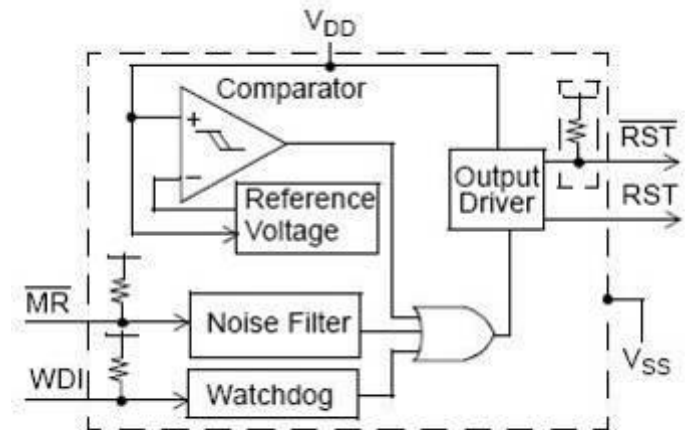 VDD
Comparator
+
−
Reference
Voltage
Output
Driver
RST
RST
MR
Noise Filter
WDI
Watchdog
VSS